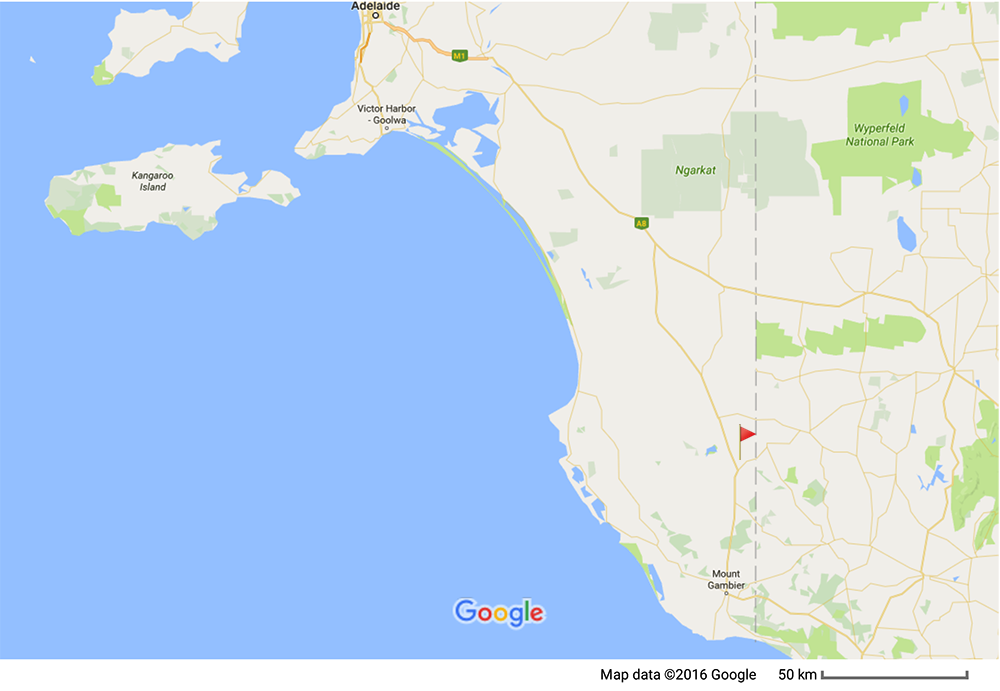 Adelaide
M1
Victor Harbor
- Goolwa
Wyperfeld
National Park
Ngarkat
Kangaroo
Island
A8
Mount
Gambier
Google
Map data ©2016 Google 50 km